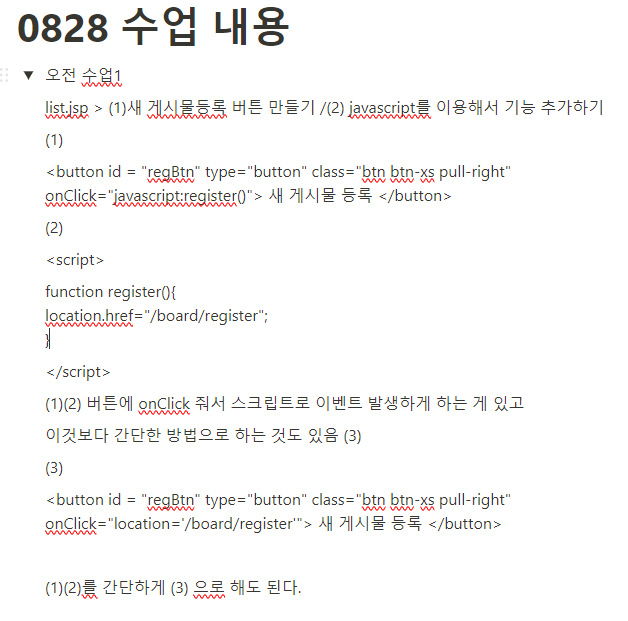 0828 수업 내용
▼ 오전 수업1
list.jsp > (1)새 게시물등록 버튼 만들기 /(2) javascript를 이용해서 기능 추가하기
(1)
<button id = "regBtn" type="button" class="btn btn-xs pull-right"
onClick="javascript:register()"> 새 게시물 등록 </button>
(2)
<script>
function register(){
location.href="/board/register";
}
</script>
(1)(2) 버튼에 onClick 줘서 스크립트로 이벤트 발생하게 하는 게 있고
이것보다 간단한 방법으로 하는 것도 있음 (3)
(3)
<button id = "regBtn" type="button" class="btn btn-xs pull-right"
onClick="location='/board/register'"> 새 게시물 등록 </button>
(1)(2)를 간단하게 (3) 으로 해도 된다.